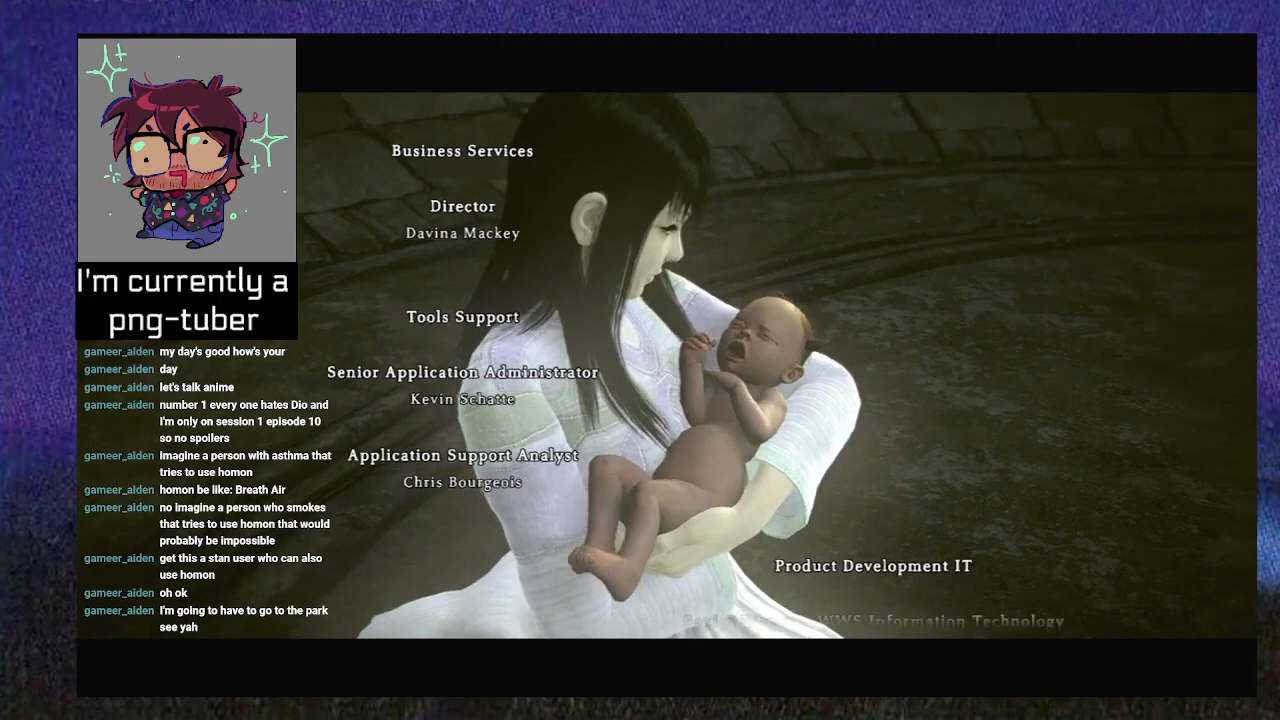 I'm currently a
png-tuber
gameer_aiden my day's good how's your
gameer_aiden day
gameer_aiden let's talk anime
gameer_aiden number 1 every one hates Dio and
I'm only on session 1 episode 10
so no spoilers
gameer_aiden Imagine a person with asthma that
tries to use homon
gameer_aiden homon be like: Breath Air
gameer_aiden no imagine a person who smokes
that tries to use homon that would
probably be impossible
gameer_aiden get this a stan user who can also
use homon
gameer_aiden oh ok
gameer_aiden I'm going to have to go to the park
see yah
Business Services
Director
Davina Mackey
Tools Support
Senior Application Administrator
Kevin Schatte
Application Support Analyst
Chris Bourgeois
Product Development IT
WWS Information Technology